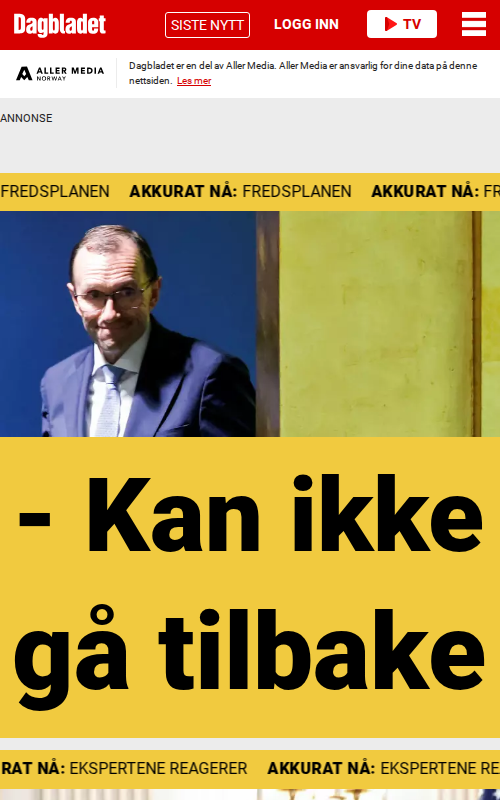 Dagbladet
SISTE NYTT
LOGG INN
TV
ALLER MEDIA
NORWAY
Dagbladet er en del av Aller Media. Aller Media er ansvarlig for dine data på denne
nettsiden. Les mer
ANNONSE
FREDSPLANEN AKKURAT NÅ: FREDSPLANEN AKKURAT NÅ: FR
- Kan ikke
gå tilbake
RAT NÅ: EKSPERTENE REAGERER AKKURAT NÅ: EKSPERTENE RE